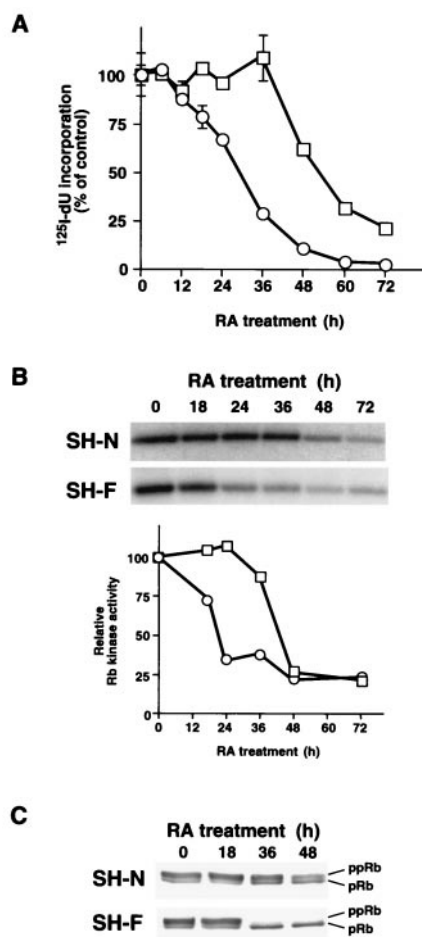 A
¹²⁵I-dU incorporation
(% of control)
100
75
50
25
0
0 12 24 36 48 60 72
RA treatment (h)
B
RA treatment (h)
0 18 24 36 48 72
SH-N
SH-F
Relative
Rb kinase activity
100
75
50
25
0
0 12 24 36 48 60 72
RA treatment (h)
C
RA treatment (h)
0 18 36 48
SH-N
ppRb
pRb
SH-F
ppRb
pRb